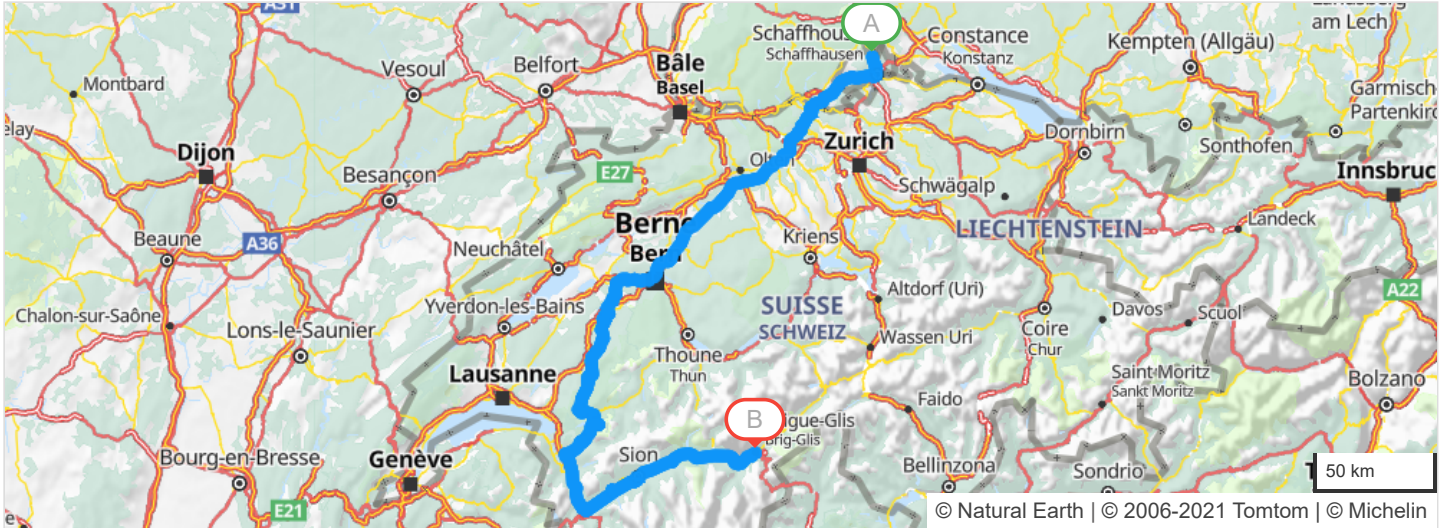 A31
Landsberg
am Lech
A
Schaffhou
Schaffhausen
Constance
Konstanz
Kempten (Allgäu)
Bâle
Basel
Vesoul
Belfort
Montbard
Garmisch-
Partenkirc
elay
Dornbirn
Zurich
Sonthofen
Dijon
Olten
Innsbruc
E27
Besançon
Schwägalp
Berne
Bern
LIECHTENSTEIN
Landeck
Beaune
A36
Neuchâtel
Kriens
Altdorf (Uri)
A22
Yverdon-les-Bains
SUISSE
SCHWEIZ
Davos
Scuol
Chalon-sur-Saône
Lons-le-Saunier
Coire
Chur
Wassen Uri
Thoune
Thun
Lausanne
Saint-Moritz
Sankt Moritz
Bolzano
Faido
B
igue-Glis
Brig-Glis
Sion
Bourg-en-Bresse
Genève
Bellinzona
Sondrio
50 km
E21
© Natural Earth | © 2006-2021 Tomtom | © Michelin